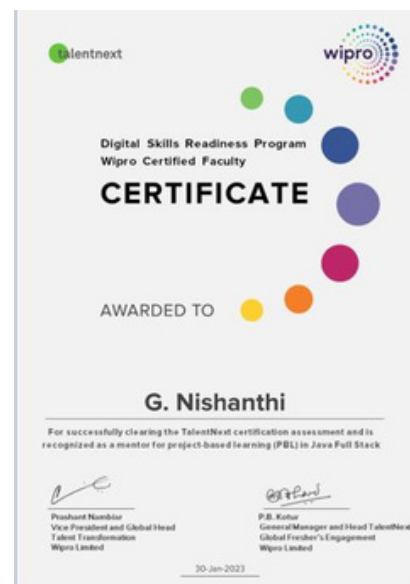 talentnext
wipro
Digital Skills Readiness Program
Wipro Certified Faculty
CERTIFICATE
AWARDED TO
G. Nishanthi
For successfully clearing the TalentNext certification assessment and is
recognized as a mentor for project-based learning (PBL) in Java Full Stack
Prashant Nambiar
Vice President and Global Head
Talent Transformation
Wipro Limited
P.B. Kotur
General Manager and Head TalentNext
Global Fresher's Engagement
Wipro Limited
30-Jan-2023